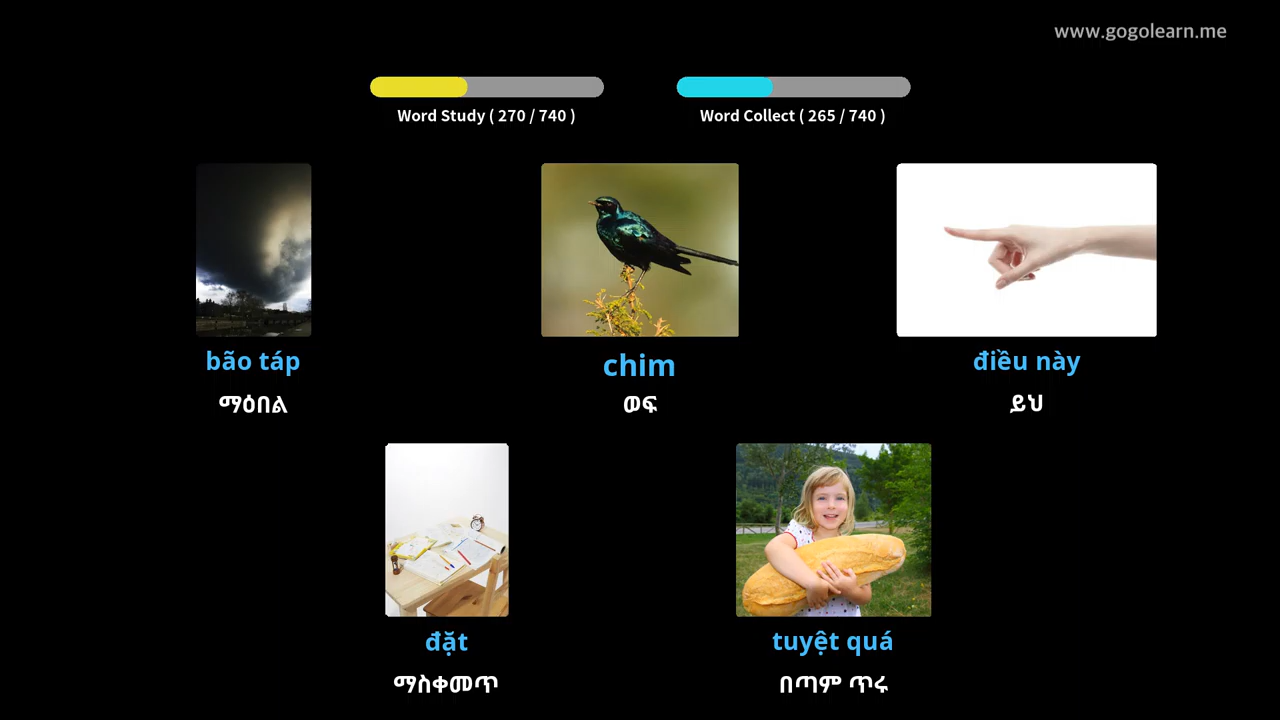 www.gogolearn.me
Word Study ( 270 / 740 )
Word Collect ( 265 / 740 )
bão táp
chim
điều này
ማዕበል
ወፍ
ይህ
đặt
tuyệt quá
ማስቀመጥ
በጣም ጥሩ